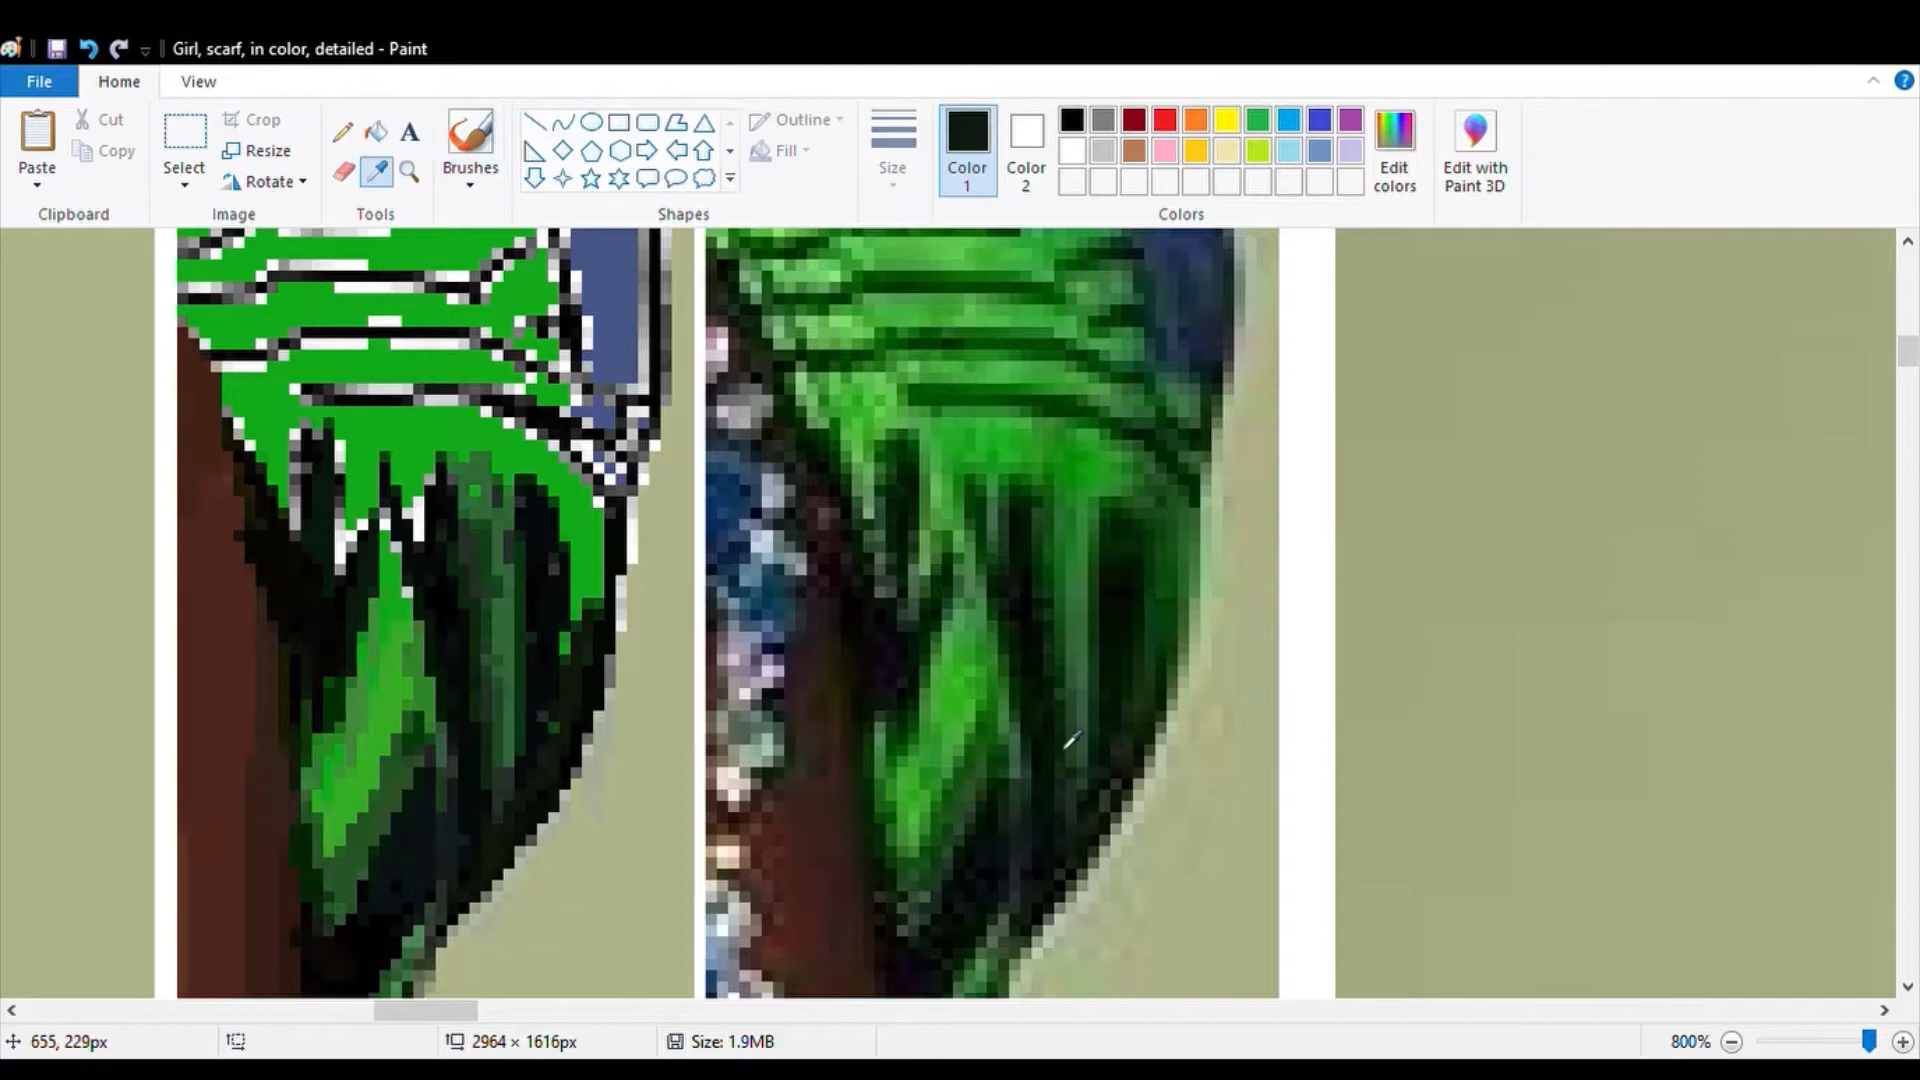 Girl, scarf, in color, detailed - Paint
File Home View
Paste
Cut
Copy
Clipboard
Select
Crop
Resize
Rotate
Image
A
Tools
Brushes
Outline
Fill
Shapes
Size
Color 1
Color 2
Edit colors
Colors
Edit with Paint 3D
?
655, 229px
2964 × 1616px
Size: 1.9MB
800%